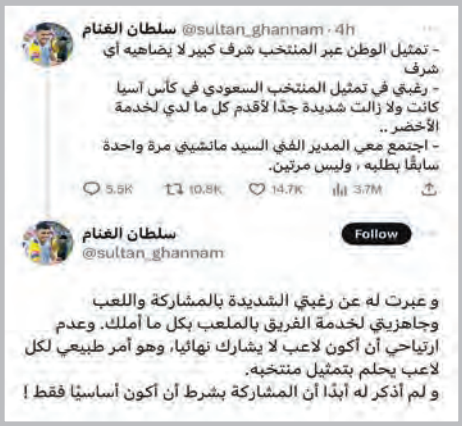 سلطان الغنام @sultan_ghannam · 4h
- تمثيل الوطن عبر المنتخب شرف كبير لا يضاهيه أي
شرف
- رغبتي في تمثيل المنتخب السعودي في كأس آسيا
كانت ولا زالت شديدة جدًا لأقدم كل ما لدي لخدمة
الأخضر ..
- اجتمع معي المدير الفني السيد مانشيني مرة واحدة
سابقًا بطلبه ، وليس مرتين.
5.5K 10.8K 14.7K 3.7M
سلطان الغنام
Follow
@sultan_ghannam
و عبرت له عن رغبتي الشديدة بالمشاركة واللعب
وجاهزيتي لخدمة الفريق بالملعب بكل ما أملك. وعدم
ارتياحي أن أكون لاعب لا يشارك نهائيا، وهو أمر طبيعي لكل
لاعب يحلم بتمثيل منتخبه.
و لم أذكر له أبدًا أن المشاركة بشرط أن أكون أساسيًا فقط !